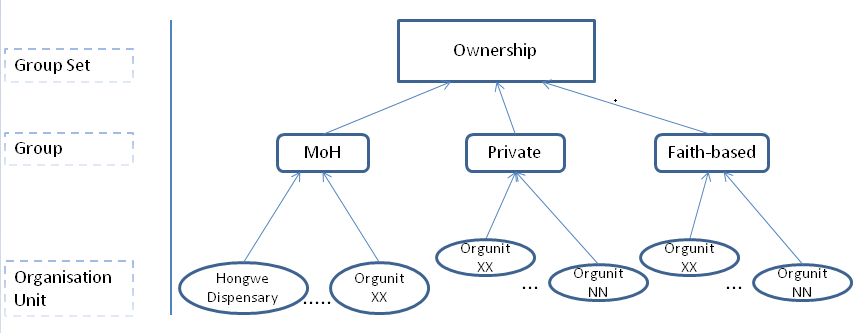 Ownership
Group Set
Group
MoH
Private
Faith-based
Organisation
Unit
Hongwe
Dispensary
.....
Orgunit
XX
Orgunit
XX
...
Orgunit
NN
Orgunit
XX
...
Orgunit
NN